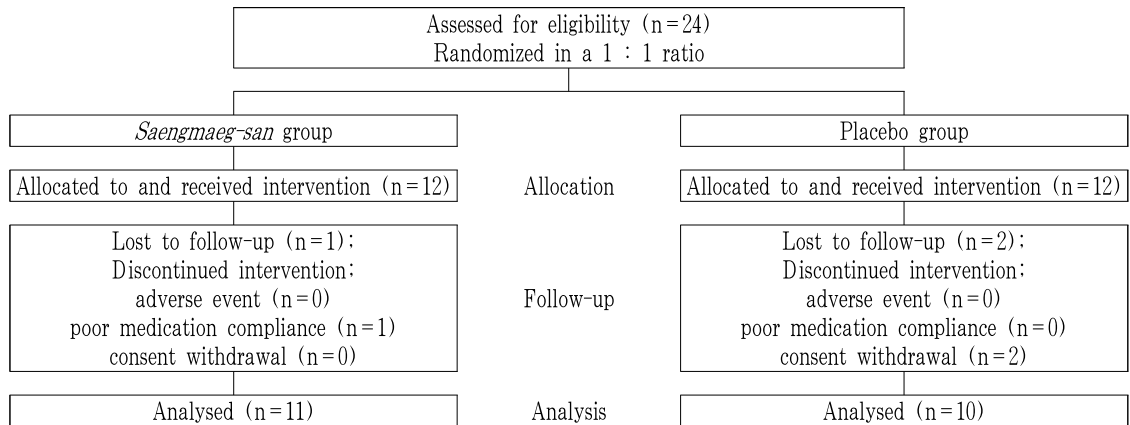 Assessed for eligibility (n=24)
Randomized in a 1 : 1 ratio
Saengmaeg-san group
Placebo group
Allocated to and received intervention (n=12)
Allocation
Allocated to and received intervention (n=12)
Lost to follow-up (n=1);
Discontinued intervention;
adverse event (n=0)
poor medication compliance (n=1)
consent withdrawal (n=0)
Follow-up
Lost to follow-up (n=2);
Discontinued intervention;
adverse event (n=0)
poor medication compliance (n=0)
consent withdrawal (n=2)
Analysed (n=11)
Analysis
Analysed (n=10)